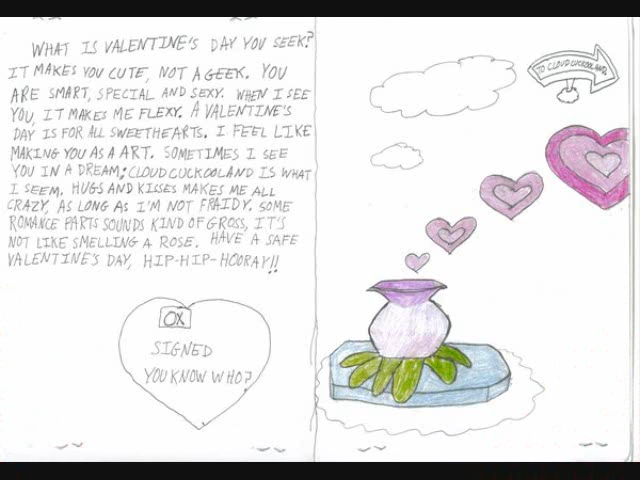 WHAT IS VALENTINE'S DAY YOU SEEK?
IT MAKES YOU CUTE, NOT A GEEK. YOU
ARE SMART, SPECIAL AND SEXY. WHEN I SEE
YOU, IT MAKES ME FLEXY. A VALENTINE'S
DAY IS FOR ALL SWEETHEARTS. I FEEL LIKE
MAKING YOU AS A ART. SOMETIMES I SEE
YOU IN A DREAM; CLOUDCUCKOOLAND IS WHAT
I SEEM. HUGS AND KISSES MAKES ME ALL
CRAZY, AS LONG AS I'M NOT FRAIDY. SOME
ROMANCE PARTS SOUNDS KIND OF GROSS, IT'S
NOT LIKE SMELLING A ROSE. HAVE A SAFE
VALENTINE'S DAY, HIP-HIP-HOORAY!!
OX
SIGNED
YOU KNOW WHO?
TO CLOUDCUCKOOLAND